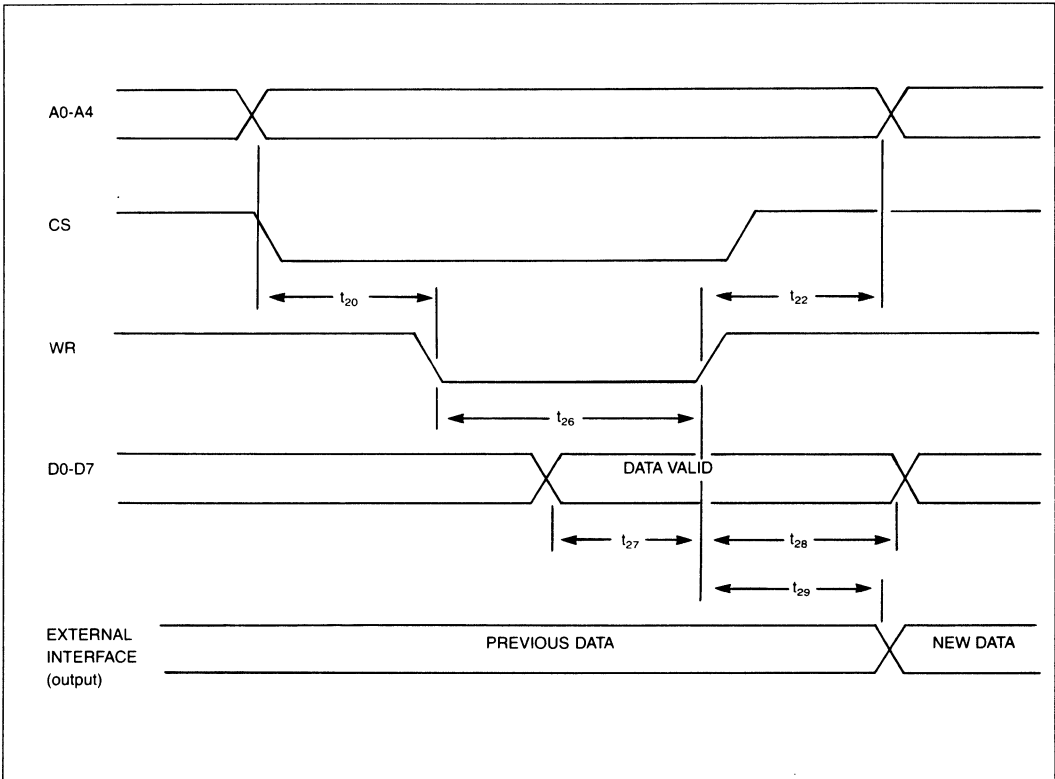 A0-A4
CS
t20
t22
WR
t26
D0-D7
DATA VALID
t27
t28
t29
EXTERNAL
INTERFACE
(output)
PREVIOUS DATA
NEW DATA